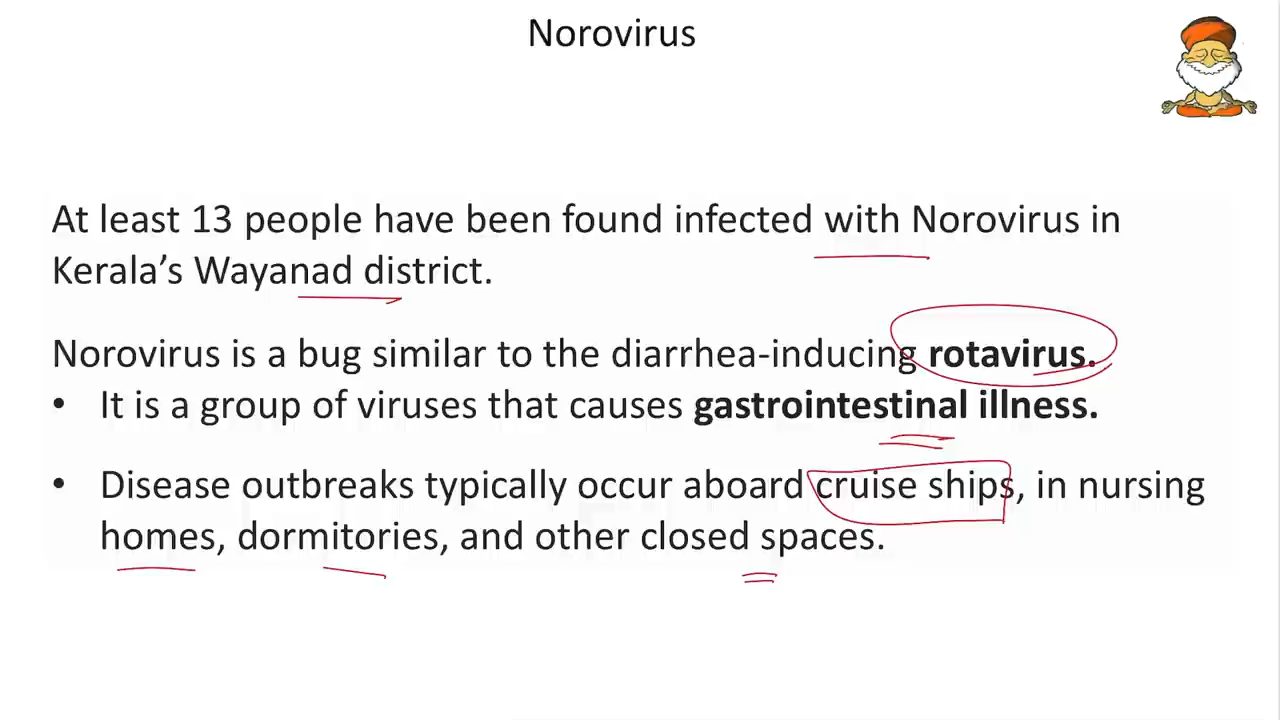 Norovirus
At least 13 people have been found infected with Norovirus in
Kerala’s Wayanad district.
Norovirus is a bug similar to the diarrhea-inducing rotavirus.
• It is a group of viruses that causes gastrointestinal illness.
• Disease outbreaks typically occur aboard cruise ships, in nursing
homes, dormitories, and other closed spaces.